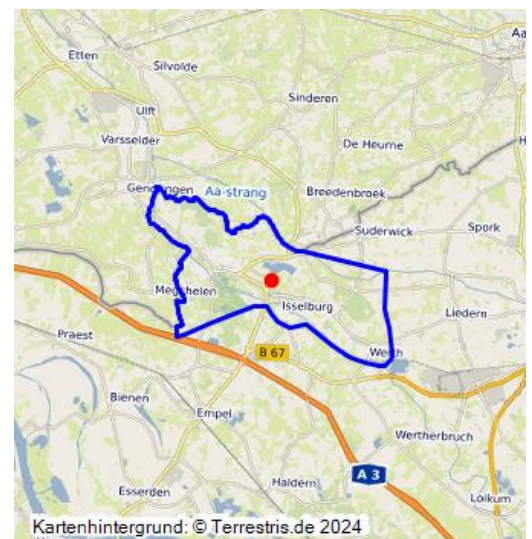 Etten
Silvolde
Aa
Sinderen
Ulft
Varsselder
De Heurne
H
Gendringen
Aa-strang
Breedenbroek
Suderwick
Spork
Megchelen
Isselburg
Liedern
Praest
B 67
Werth
Bienen
Empel
Wertherbruch
A 3
Haldern
Esserden
Loikum
Kartenhintergrund: © Terrestris.de 2024